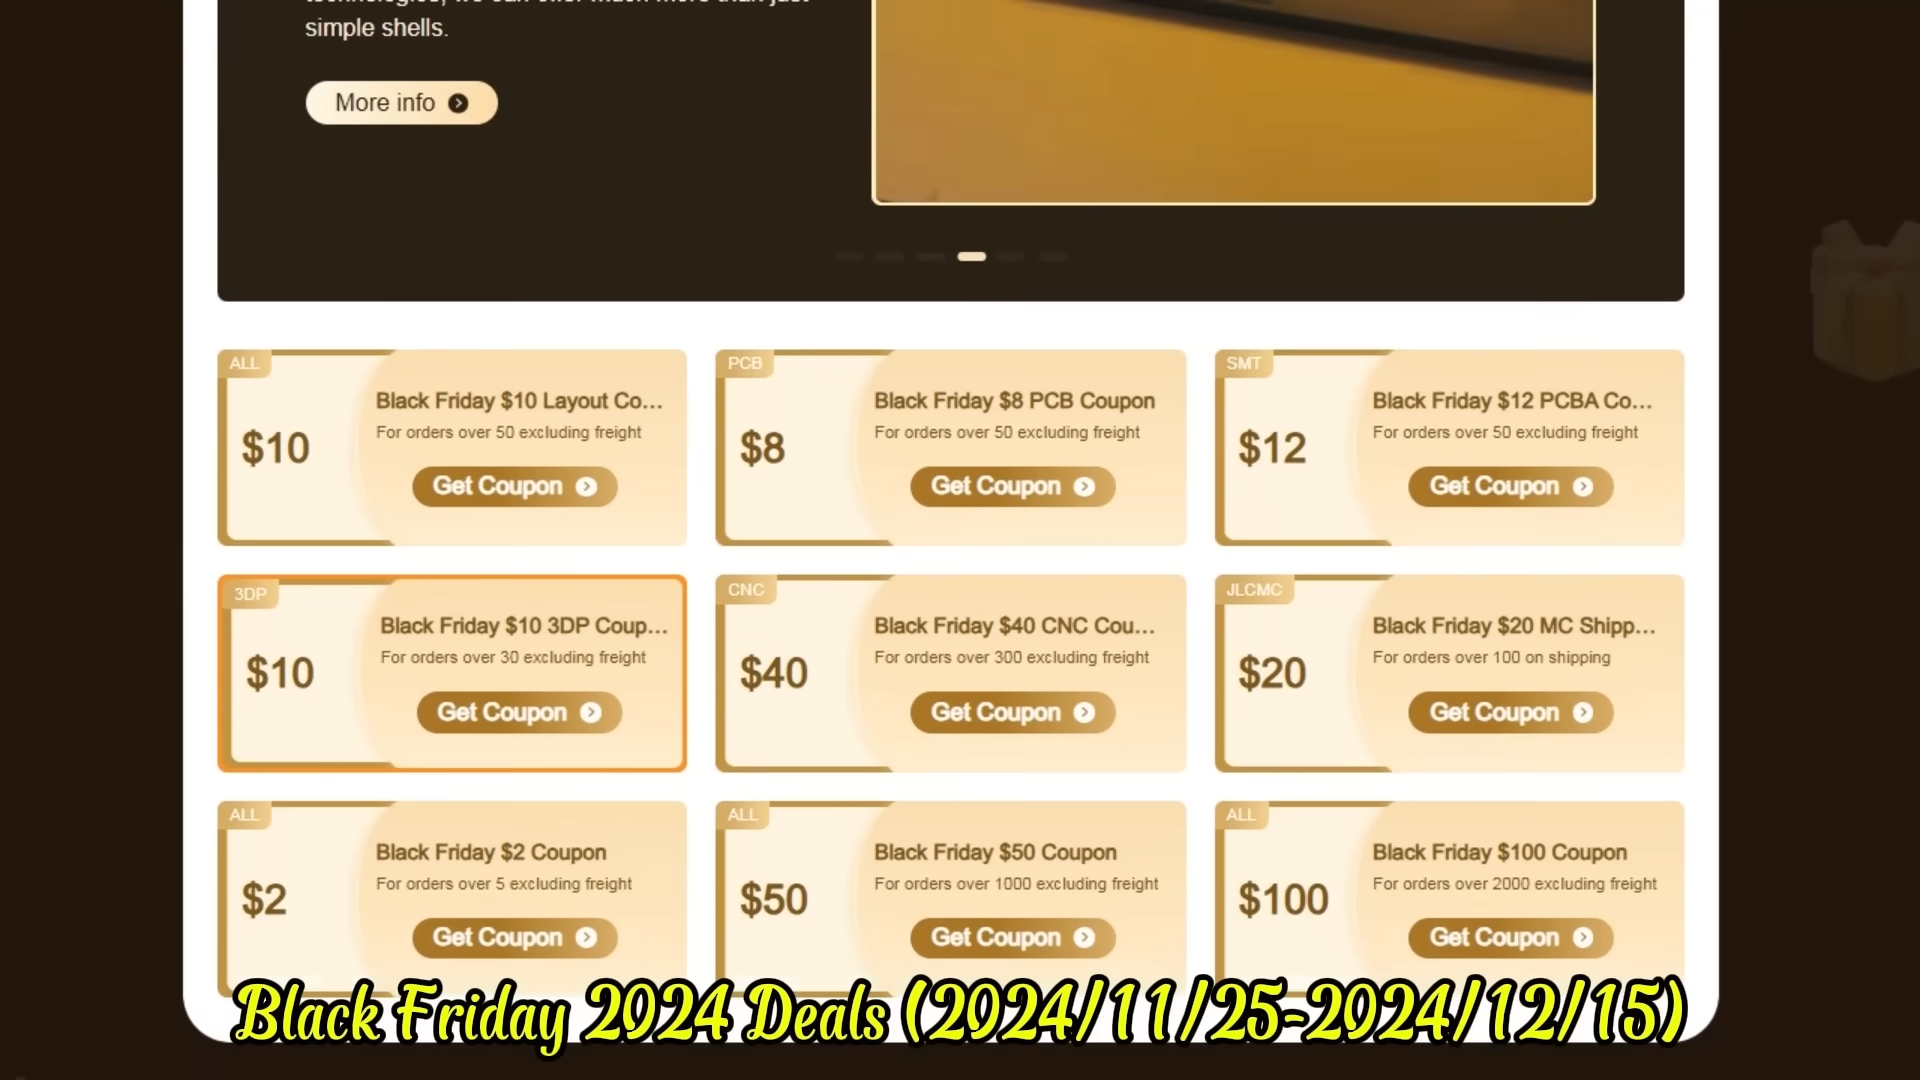 simple shells.
More info
ALL
Black Friday $10 Layout Co...
For orders over 50 excluding freight
$10
Get Coupon
PCB
Black Friday $8 PCB Coupon
For orders over 50 excluding freight
$8
Get Coupon
SMT
Black Friday $12 PCBA Co...
For orders over 50 excluding freight
$12
Get Coupon
3DP
Black Friday $10 3DP Coup...
For orders over 30 excluding freight
$10
Get Coupon
CNC
Black Friday $40 CNC Cou...
For orders over 300 excluding freight
$40
Get Coupon
JLCMC
Black Friday $20 MC Shipp...
For orders over 100 on shipping
$20
Get Coupon
ALL
Black Friday $2 Coupon
For orders over 5 excluding freight
$2
Get Coupon
ALL
Black Friday $50 Coupon
For orders over 1000 excluding freight
$50
Get Coupon
ALL
Black Friday $100 Coupon
For orders over 2000 excluding freight
$100
Get Coupon
Black Friday 2024 Deals (2024/11/25-2024/12/15)